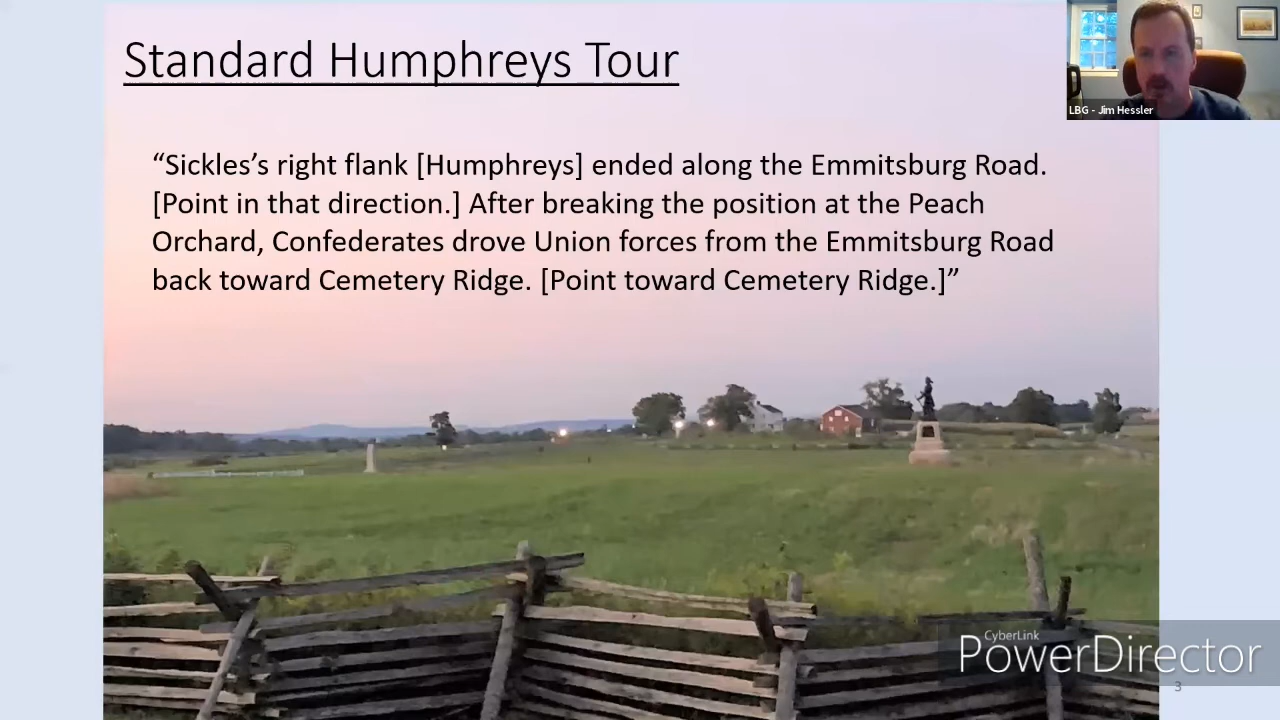 Standard Humphreys Tour
LBG - Jim Hessler
“Sickles’s right flank [Humphreys] ended along the Emmitsburg Road.
[Point in that direction.] After breaking the position at the Peach
Orchard, Confederates drove Union forces from the Emmitsburg Road
back toward Cemetery Ridge. [Point toward Cemetery Ridge.]”
CyberLink
PowerDirector
3